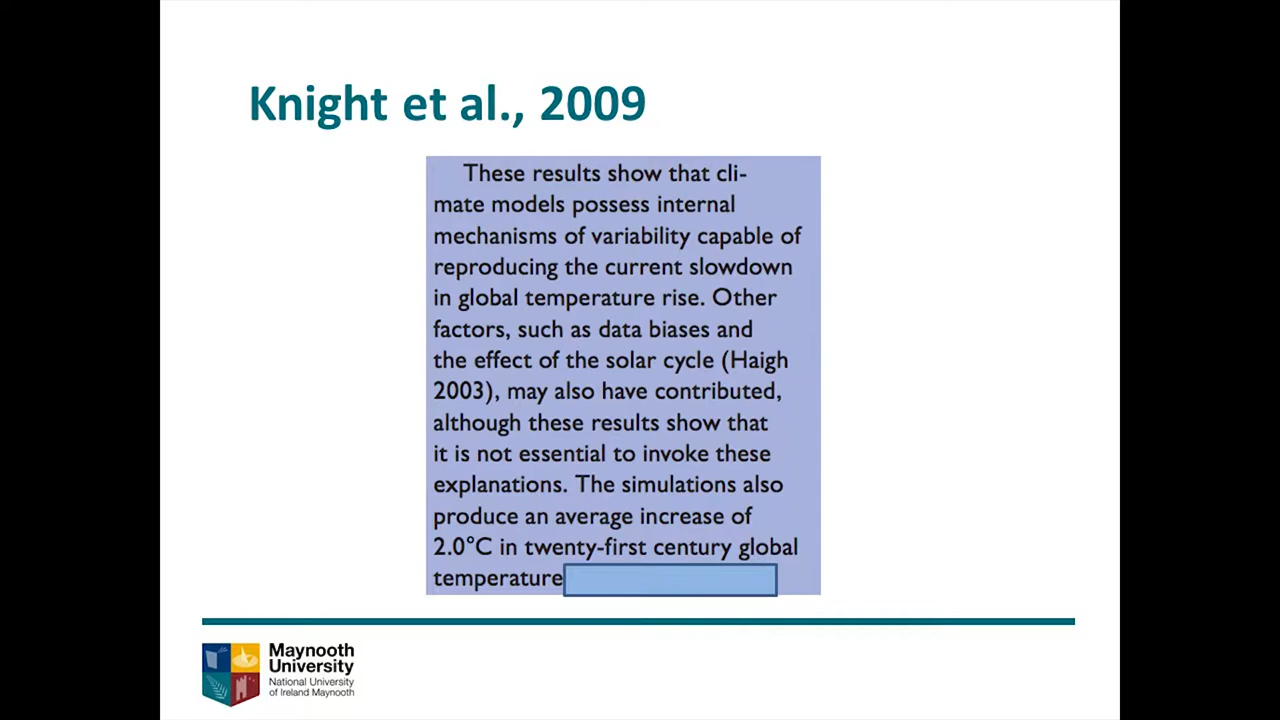 Knight et al., 2009
These results show that cli-
mate models possess internal
mechanisms of variability capable of
reproducing the current slowdown
in global temperature rise. Other
factors, such as data biases and
the effect of the solar cycle (Haigh
2003), may also have contributed,
although these results show that
it is not essential to invoke these
explanations. The simulations also
produce an average increase of
2.0°C in twenty-first century global
temperature
Maynooth
University
National University
of Ireland Maynooth